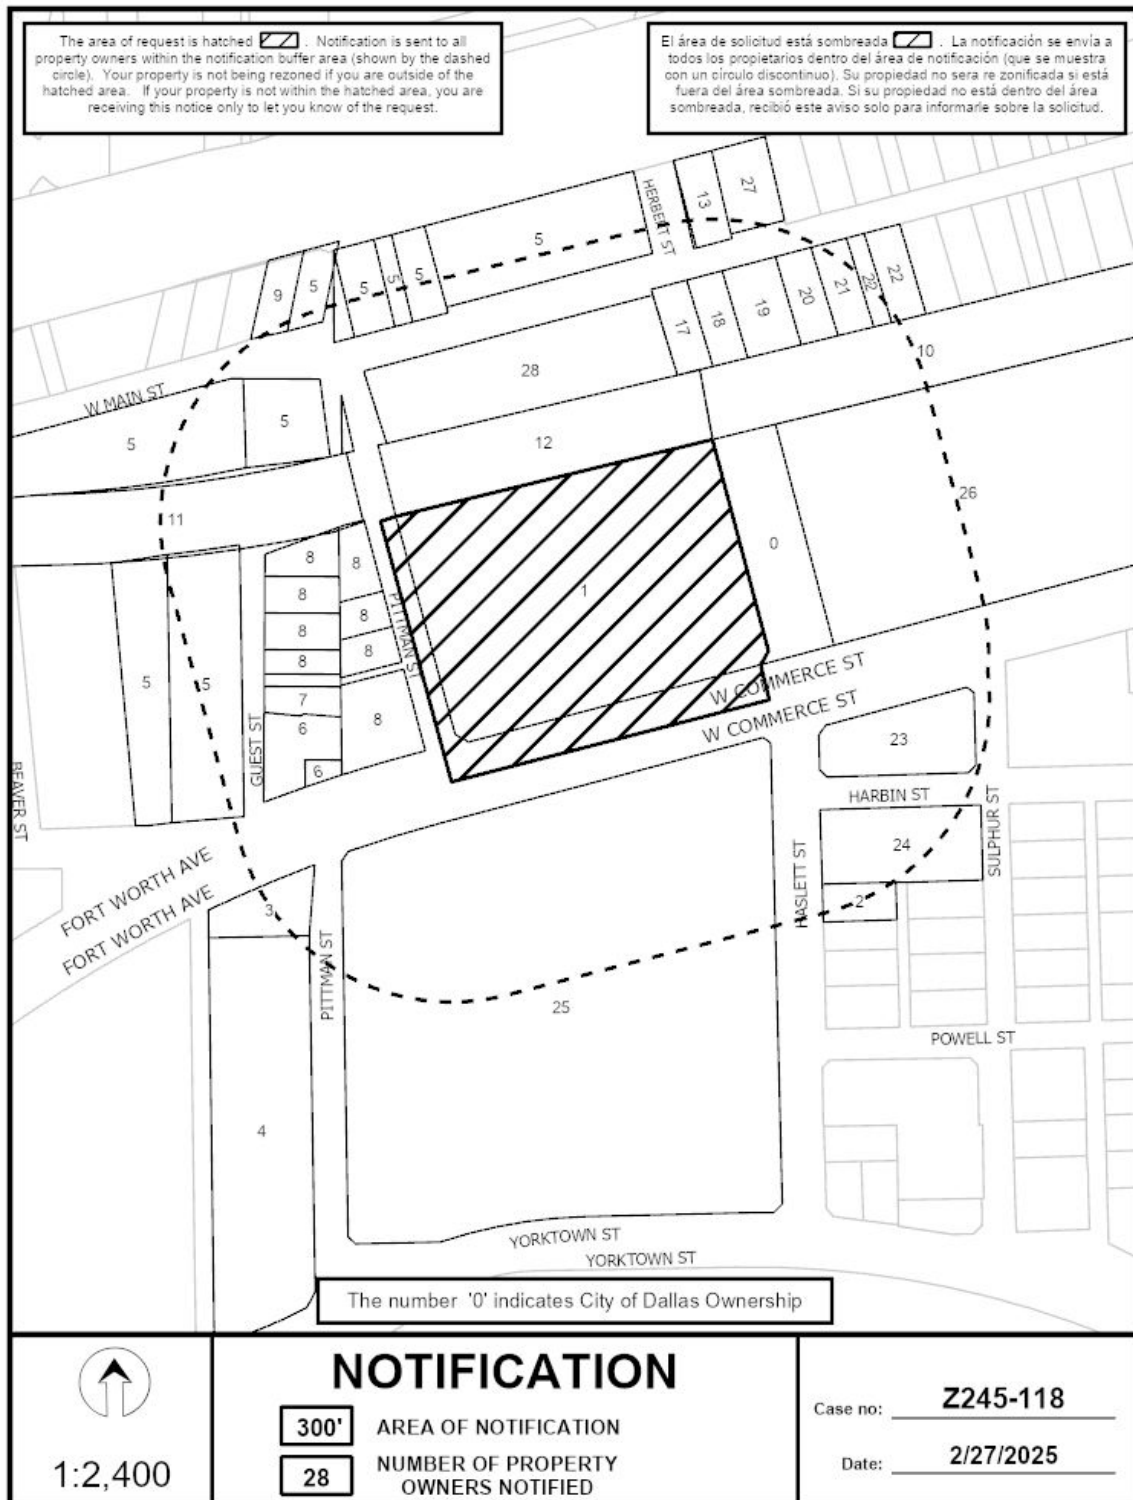 The area of request is hatched . Notification is sent to all
property owners within the notification buffer area (shown by the dashed
circle). Your property is not being rezoned if you are outside of the
hatched area. If your property is not within the hatched area, you are
receiving this notice only to let you know of the request.
El área de solicitud está sombreada . La notificación se envía a
todos los propietarios dentro del área de notificación (que se muestra
con un círculo discontinuo). Su propiedad no sera re zonificada si está
fuera del área sombreada. Si su propiedad no está dentro del área
sombreada, recibió este aviso solo para informarle sobre la solicitud.
27
13
HERBERT ST
5
5
5
5
5
9
22
22
21
20
19
18
17
10
28
W MAIN ST
5
5
12
26
11
0
8
8
8
8
8
8
8
1
PITTMAN ST
5
5
7
6
6
8
GUEST ST
BEAVER ST
W COMMERCE ST
W COMMERCE ST
23
HARBIN ST
SULPHUR ST
24
HASLETT ST
2
FORT WORTH AVE
FORT WORTH AVE
3
PITTMAN ST
25
POWELL ST
4
YORKTOWN ST
YORKTOWN ST
The number '0' indicates City of Dallas Ownership
1:2,400
NOTIFICATION
300' AREA OF NOTIFICATION
28 NUMBER OF PROPERTY
OWNERS NOTIFIED
Case no: Z245-118
Date: 2/27/2025